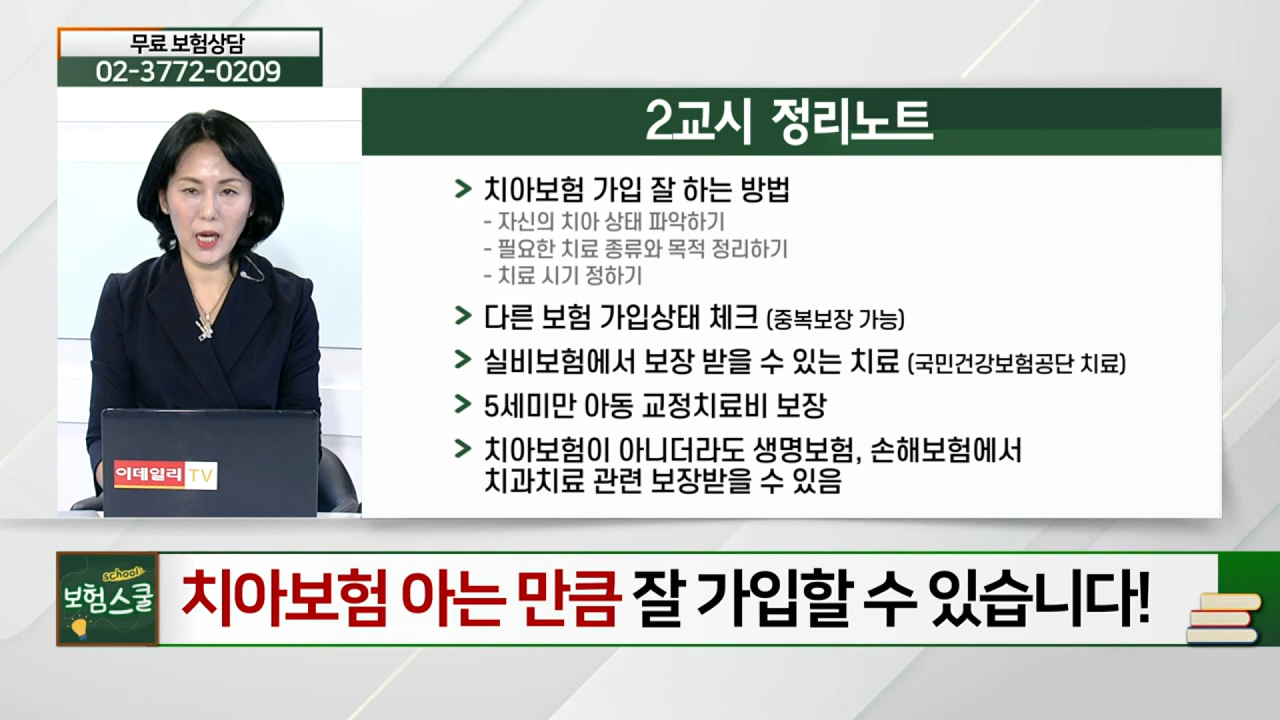 무료 보험상담
02-3772-0209
2교시 정리노트
치아보험 가입 잘 하는 방법
- 자신의 치아 상태 파악하기
- 필요한 치료 종류와 목적 정리하기
- 치료 시기 정하기
다른 보험 가입상태 체크 (중복보장 가능)
실비보험에서 보장 받을 수 있는 치료 (국민건강보험공단 치료)
5세미만 아동 교정치료비 보장
치아보험이 아니더라도 생명보험, 손해보험에서
치과치료 관련 보장받을 수 있음
이데일리 TV
school
보험스쿨
치아보험 아는 만큼 잘 가입할 수 있습니다!